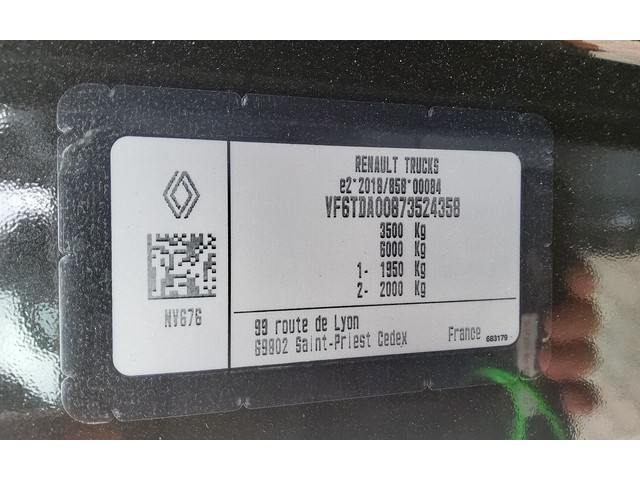 RENAULT TRUCKS
e2*2018/858*00084
VF6TDA00873524358
3500 Kg
6000 Kg
1- 1950 Kg
2- 2000 Kg
NV676
99 route de Lyon
69802 Saint-Priest Cedex
France 683179